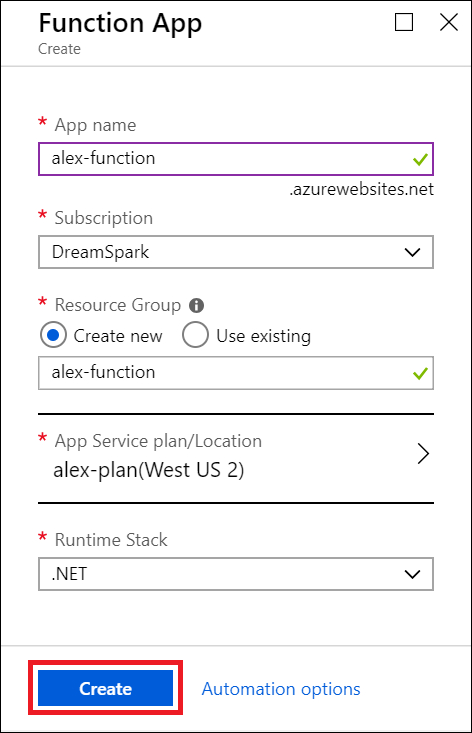 Function App
Create
* App name
alex-function
.azurewebsites.net
* Subscription
DreamSpark
* Resource Group
Create new Use existing
alex-function
* App Service plan/Location
alex-plan(West US 2)
* Runtime Stack
.NET
Create Automation options